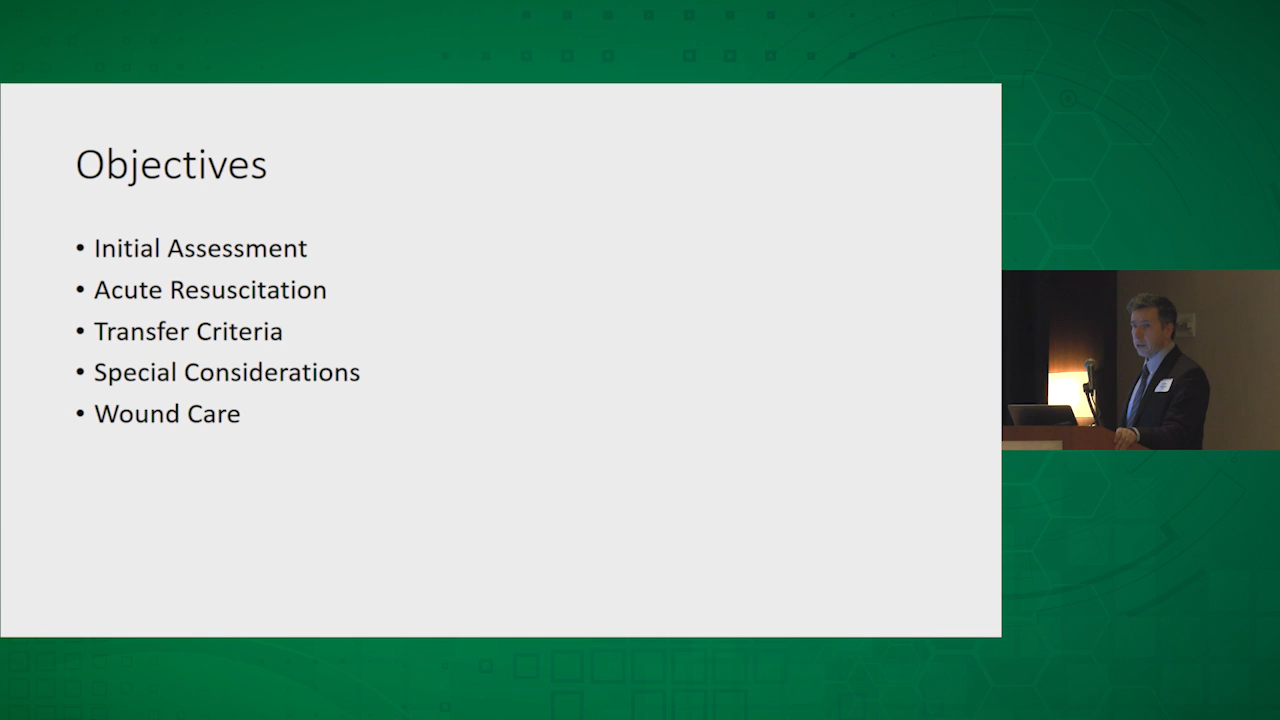 Objectives
• Initial Assessment
• Acute Resuscitation
• Transfer Criteria
• Special Considerations
• Wound Care